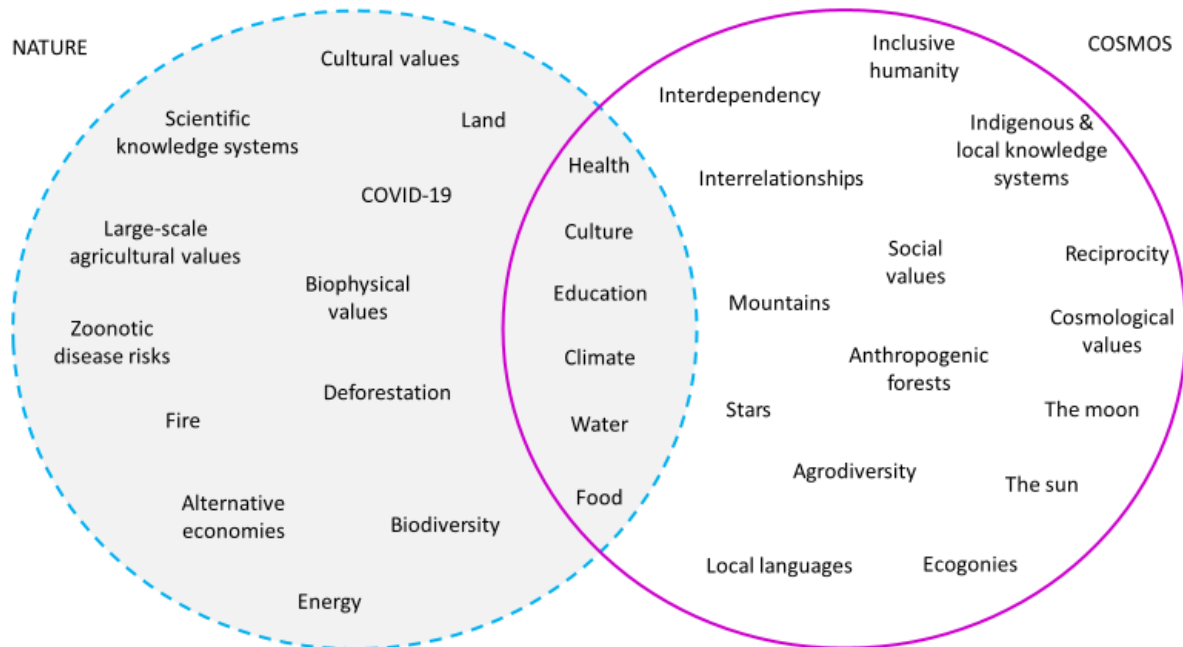 NATURE
COSMOS
Cultural values
Scientific
knowledge systems
Land
COVID-19
Large-scale
agricultural values
Biophysical
values
Zoonotic
disease risks
Deforestation
Fire
Alternative
economies
Biodiversity
Energy
Health
Culture
Education
Climate
Water
Food
Inclusive
humanity
Interdependency
Indigenous &
local knowledge
systems
Interrelationships
Social
values
Reciprocity
Mountains
Cosmological
values
Anthropogenic
forests
Stars
The moon
Agrodiversity
The sun
Local languages
Ecogonies